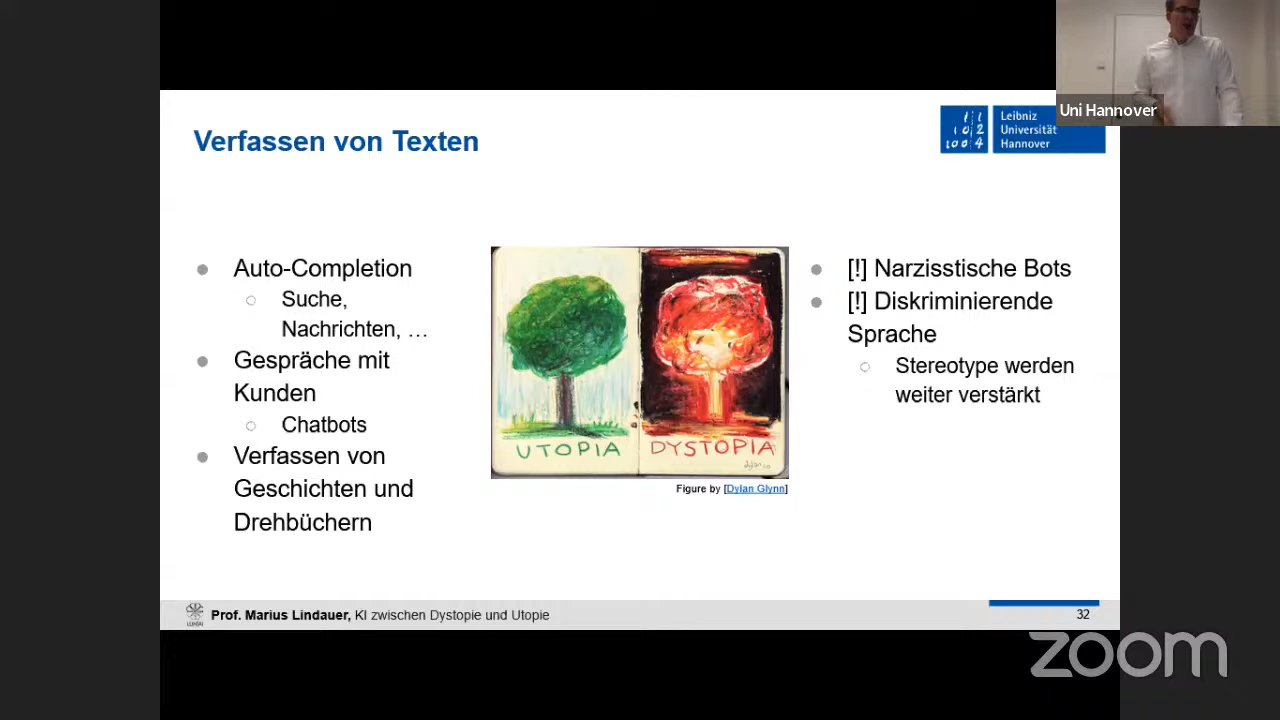 Uni Hannover
Verfassen von Texten
Leibniz
Universität
Hannover
Auto-Completion
Suche,
Nachrichten, …
Gespräche mit
Kunden
Chatbots
Verfassen von
Geschichten und
Drehbüchern
UTOPIA
DYSTOPIA
Figure by [Dylan Glynn]
[!] Narzisstische Bots
[!] Diskriminierende
Sprache
Stereotype werden
weiter verstärkt
Prof. Marius Lindauer, KI zwischen Dystopie und Utopie
32
zoom